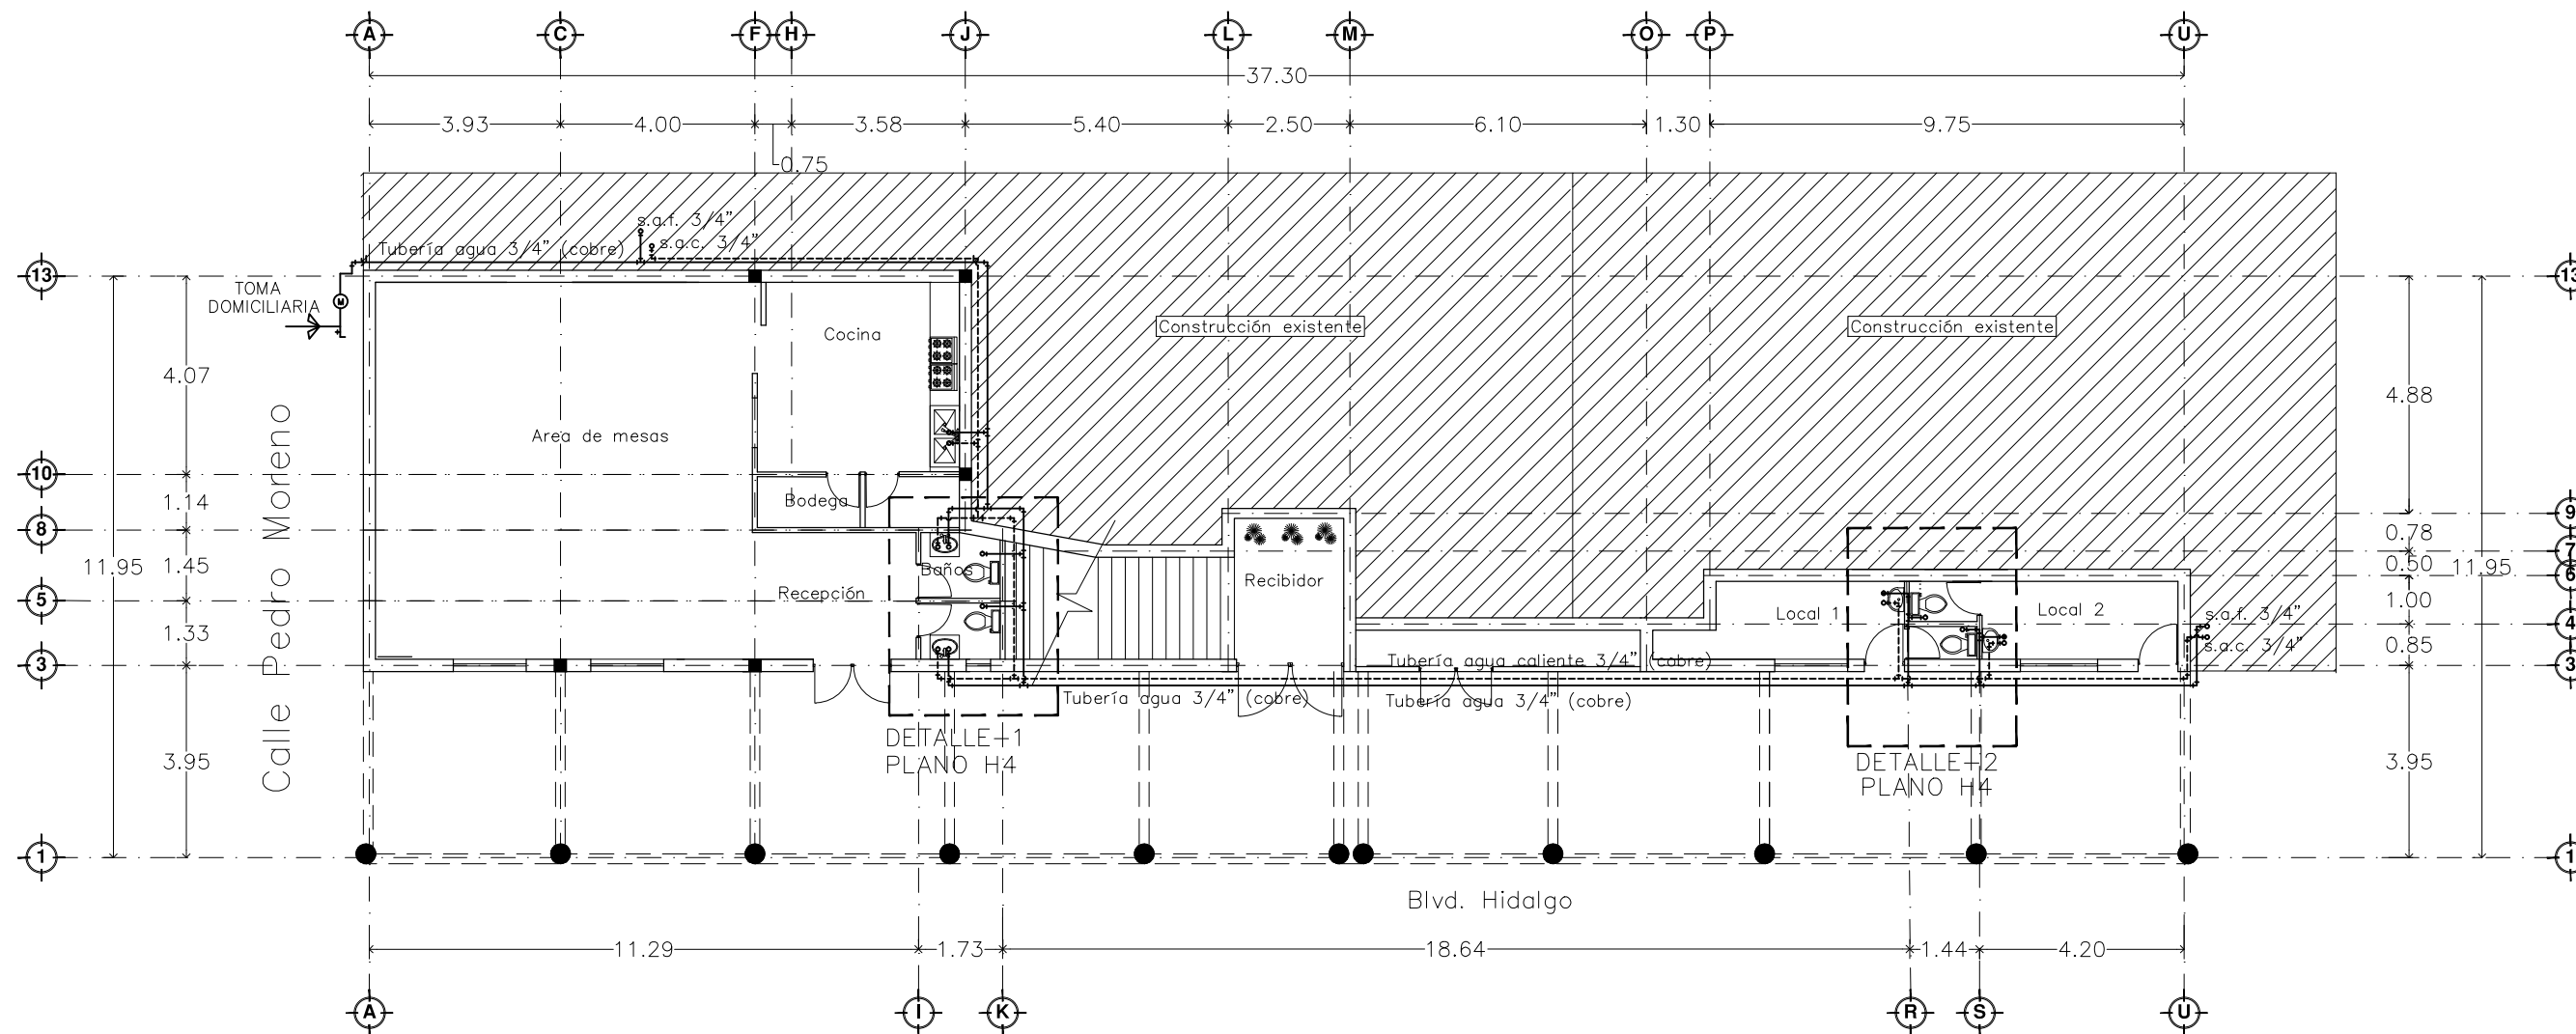 A C F H J L M O P U
37.30
3.93 4.00 3.58 5.40 2.50 6.10 1.30 9.75
0.75
s.a.f. 3/4"
Tubería agua 3/4" (cobre) s.a.c. 3/4"
13 13
TOMA
DOMICILIARIA
M
Cocina
Construcción existente Construcción existente
4.07
4.88
Calle Pedro Moreno
Area de mesas
10
1.14
Bodega
9
8
0.78
7
11.95
1.45
0.50 11.95
6
Baños
Recibidor
Recepción
5
1.00
Local 1 Local 2
s.a.f. 3/4"
4
1.33
0.85
s.a.c. 3/4"
3 3
Tubería agua caliente 3/4" (cobre)
Tubería agua 3/4" (cobre) Tubería agua 3/4" (cobre)
DETALLE-1
PLANO H4
DETALLE-2
PLANO H4
3.95 3.95
1 1
Blvd. Hidalgo
11.29 1.73 18.64 1.44 4.20
A I K R S U